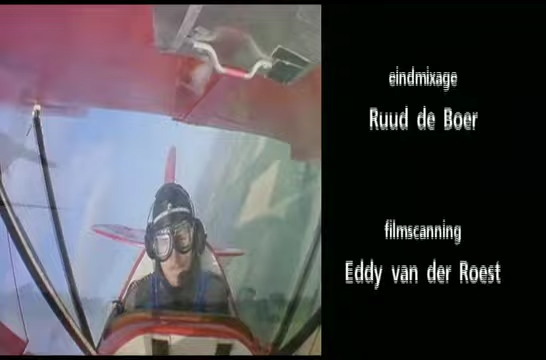 eindmixage
Ruud de Boer
filmscanning
Eddy van der Roest